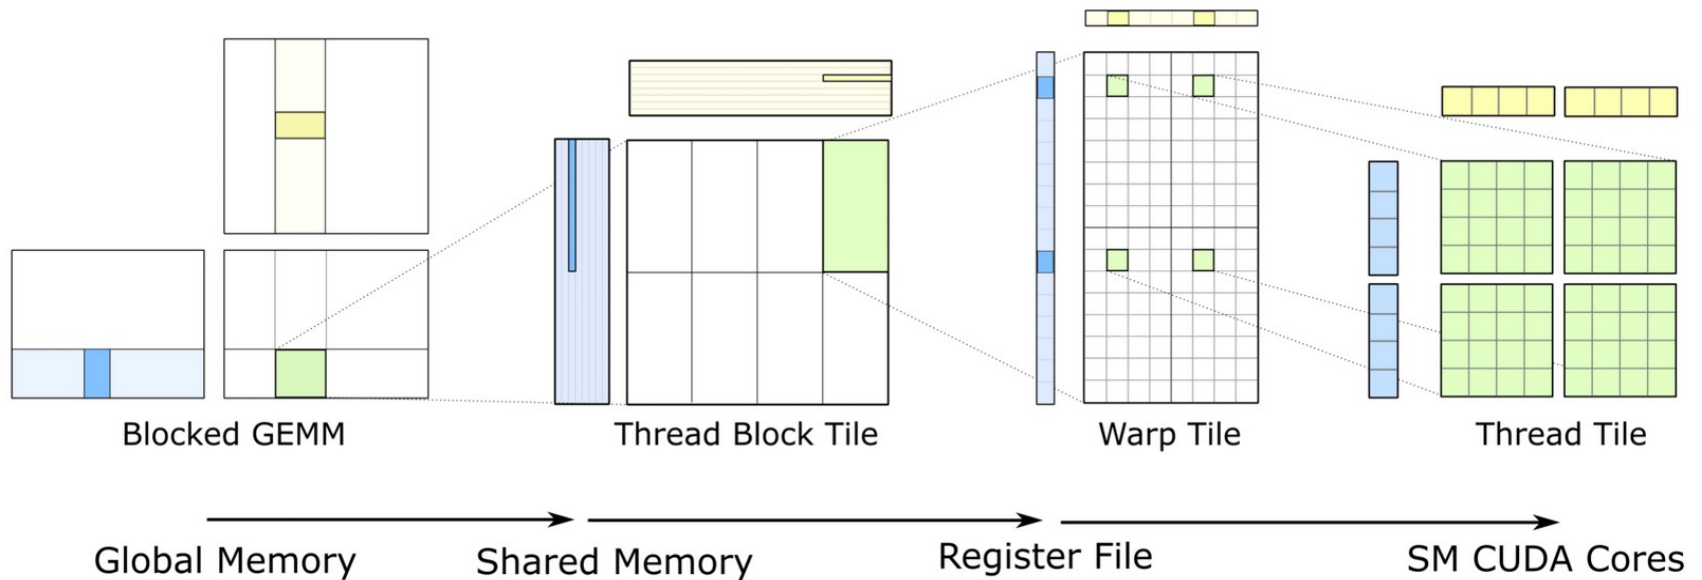 Blocked GEMM
Thread Block Tile
Warp Tile
Thread Tile
Global Memory
Shared Memory
Register File
SM CUDA Cores